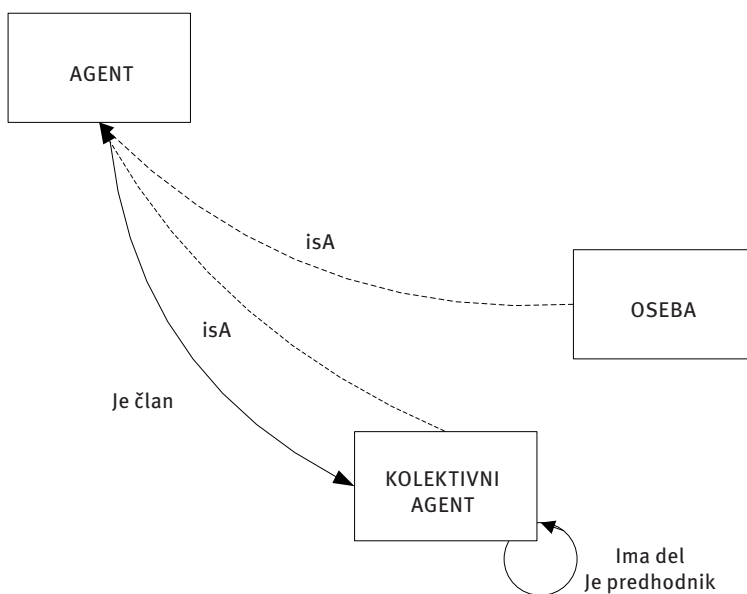 AGENT
isA
OSEBA
isA
Je član
KOLEKTIVNI
AGENT
Ima del
Je predhodnik